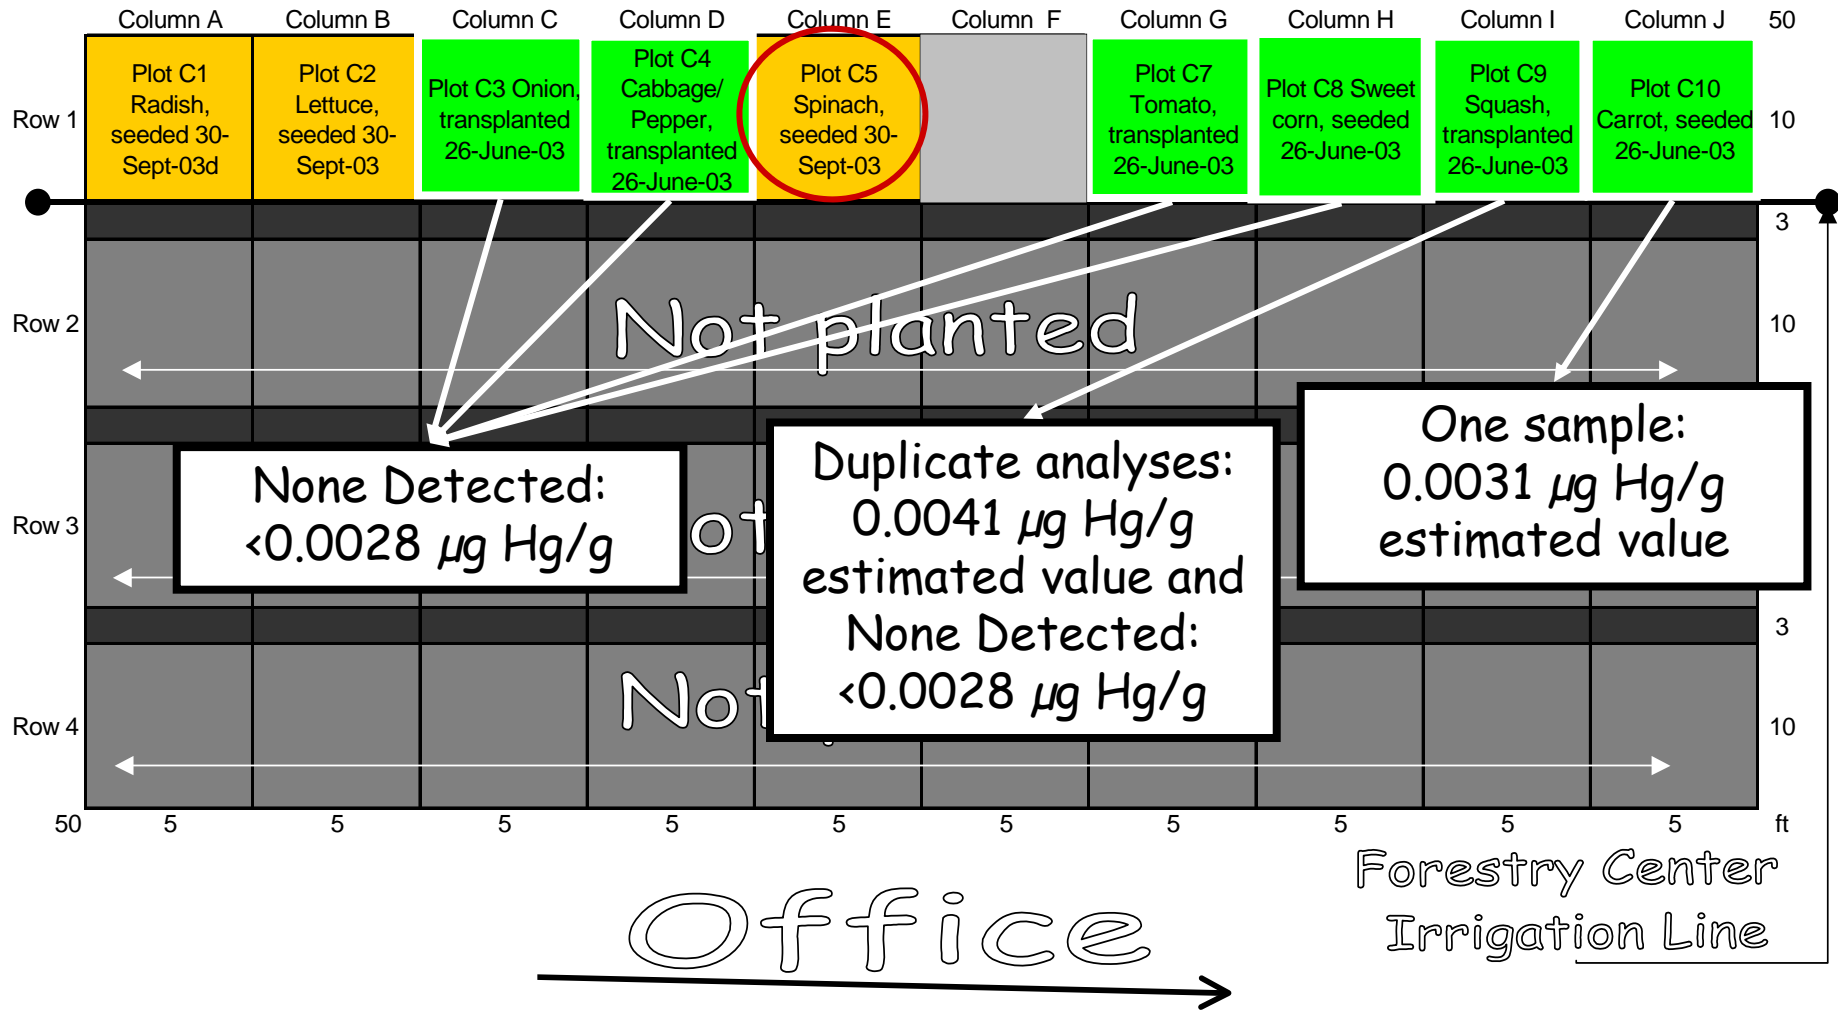 Column A
Column B
Column C
Column D
Column E
Column F
Column G
Column H
Column I
Column J
50
Row 1
Plot C1
Radish,
seeded 30-
Sept-03d
Plot C2
Lettuce,
seeded 30-
Sept-03
Plot C3 Onion,
transplanted
26-June-03
Plot C4
Cabbage/
Pepper,
transplanted
26-June-03
Plot C5
Spinach,
seeded 30-
Sept-03
Plot C7
Tomato,
transplanted
26-June-03
Plot C8 Sweet
corn, seeded
26-June-03
Plot C9
Squash,
transplanted
26-June-03
Plot C10
Carrot, seeded
26-June-03
10
3
Row 2
Not planted
10
None Detected:
<0.0028 µg Hg/g
Duplicate analyses:
0.0041 µg Hg/g
estimated value and
None Detected:
<0.0028 µg Hg/g
One sample:
0.0031 µg Hg/g
estimated value
Row 3
3
Row 4
Not
10
50
5
5
5
5
5
5
5
5
5
5
ft
Forestry Center
Irrigation Line
Office